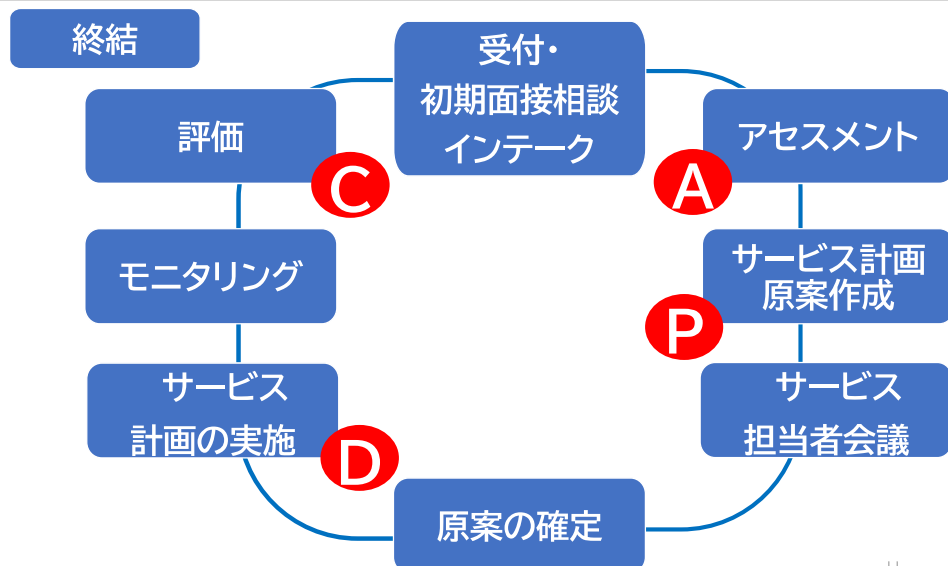 終結
受付・
初期面接相談
インテーク
アセスメント
A
サービス計画
原案作成
P
サービス
担当者会議
原案の確定
サービス
計画の実施
D
モニタリング
評価
C